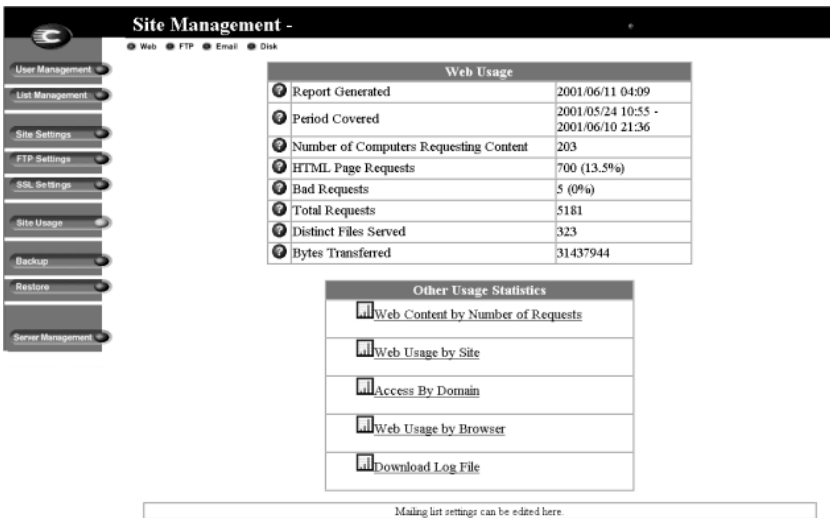 Site Management -
Web FTP Email Disk
User Management
List Management
Site Settings
FTP Settings
SSL Settings
Site Usage
Backup
Restore
Server Management
Web Usage
Report Generated 2001/06/11 04:09
Period Covered 2001/05/24 10:55 -
2001/06/10 21:36
Number of Computers Requesting Content 203
HTML Page Requests 700 (13.5%)
Bad Requests 5 (0%)
Total Requests 5181
Distinct Files Served 323
Bytes Transferred 31437944
Other Usage Statistics
Web Content by Number of Requests
Web Usage by Site
Access By Domain
Web Usage by Browser
Download Log File
Mailing list settings can be edited here.